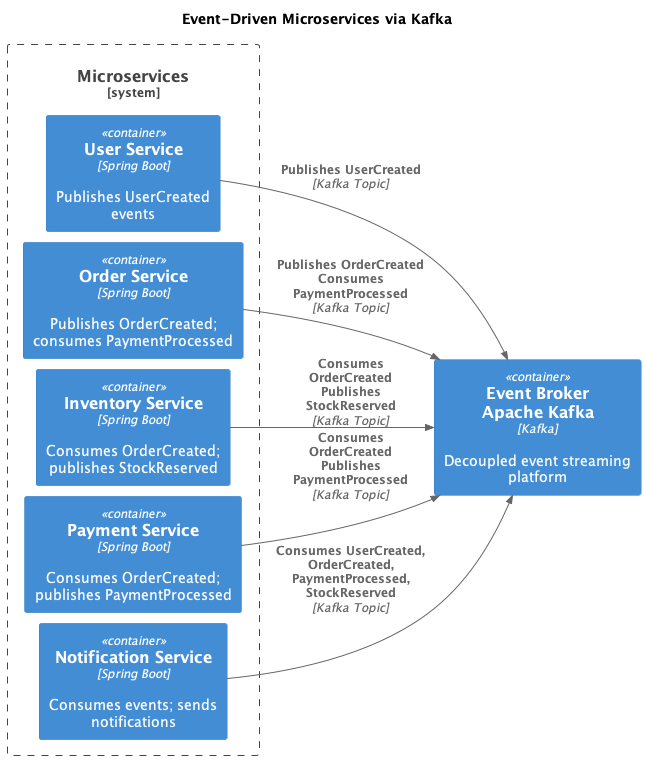 Event-Driven Microservices via Kafka
Microservices
[system]
«container»
User Service
[Spring Boot]
Publishes UserCreated
events
«container»
Order Service
[Spring Boot]
Publishes OrderCreated;
consumes PaymentProcessed
«container»
Inventory Service
[Spring Boot]
Consumes OrderCreated;
publishes StockReserved
«container»
Payment Service
[Spring Boot]
Consumes OrderCreated;
publishes PaymentProcessed
«container»
Notification Service
[Spring Boot]
Consumes events; sends
notifications
Publishes UserCreated
[Kafka Topic]
Publishes OrderCreated
Consumes
PaymentProcessed
[Kafka Topic]
Consumes
OrderCreated
Publishes
StockReserved
[Kafka Topic]
Consumes
OrderCreated
Publishes
PaymentProcessed
[Kafka Topic]
Consumes UserCreated,
OrderCreated,
PaymentProcessed,
StockReserved
[Kafka Topic]
«container»
Event Broker
Apache Kafka
[Kafka]
Decoupled event streaming
platform